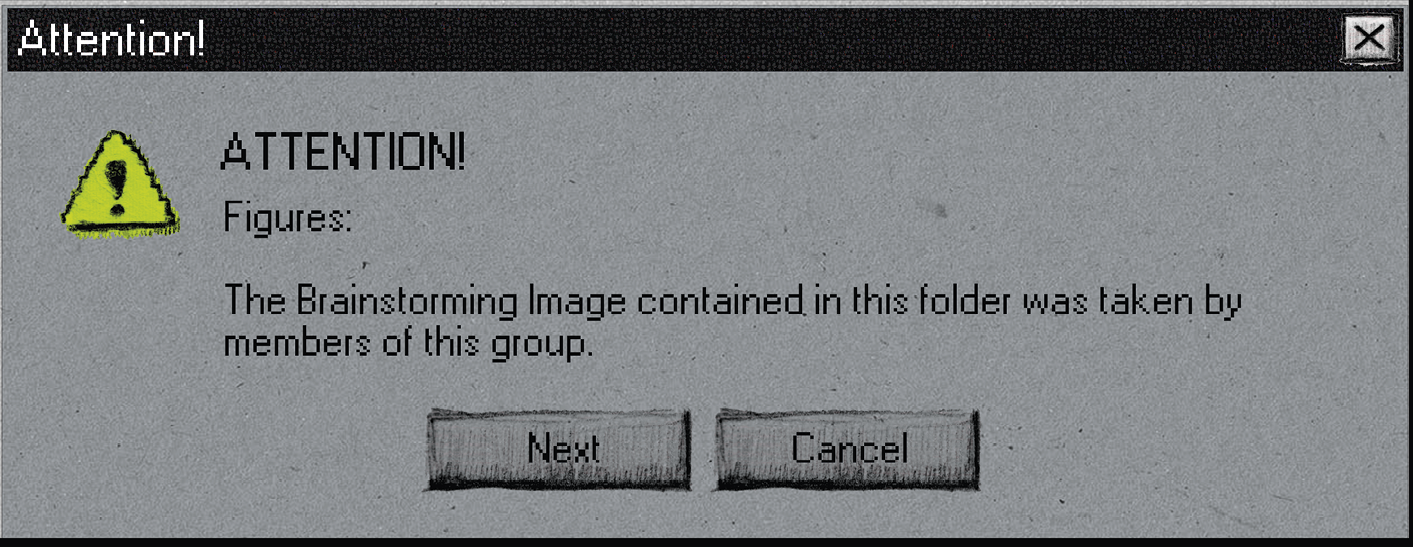 Attention!
ATTENTION!
Figures:
The Brainstorming Image contained in this folder was taken by
members of this group.
Next
Cancel